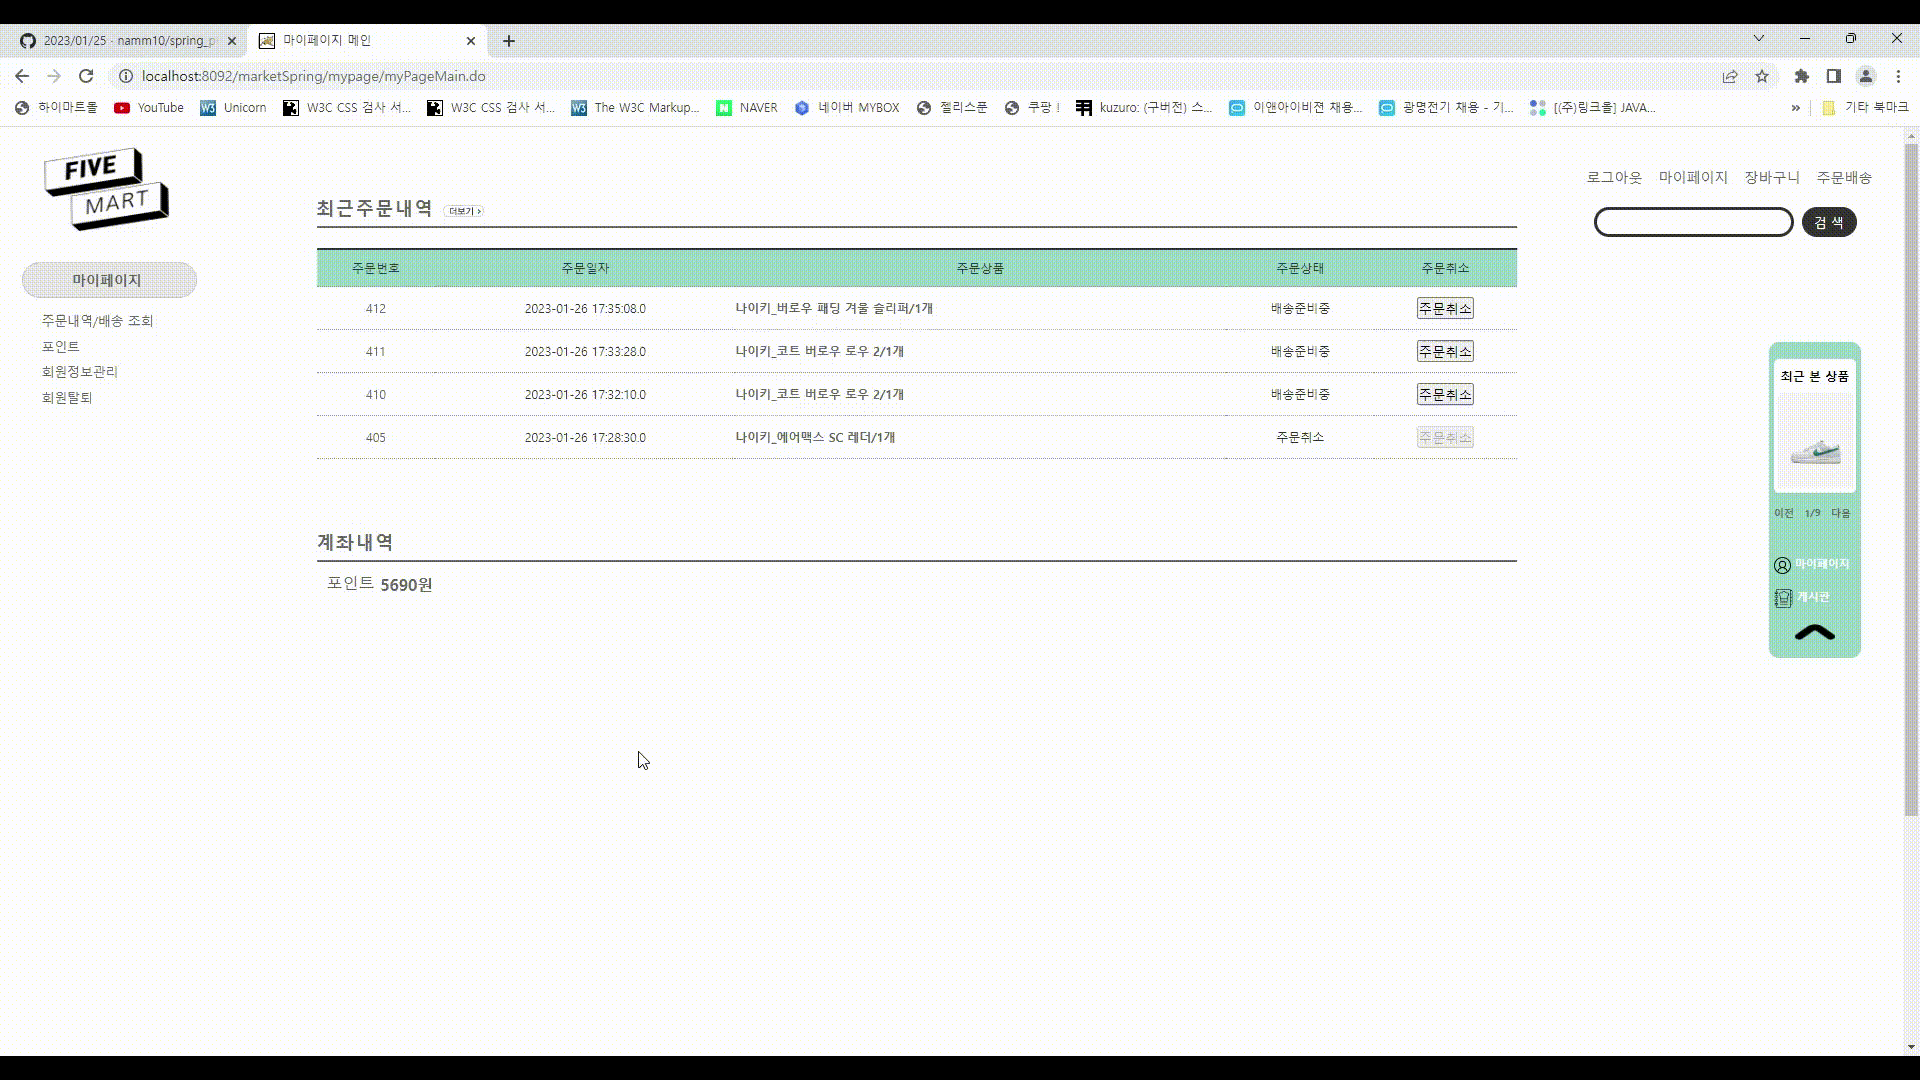 2023/01/25 · namm10/spring_p
마이페이지 메인
localhost:8092/marketSpring/mypage/myPageMain.do
하이마트몰 YouTube Unicorn W3C CSS 검사 서... W3C CSS 검사 서... The W3C Markup... NAVER 네이버 MYBOX 젤리스푼 쿠팡 ! kuzuro: (구버전) 스... 이앤아이비젼 채용... 광명전기 채용 - 기... [(주)링크올] JAVA... » 기타 북마크
FIVE
MART
로그아웃 마이페이지 장바구니 주문배송
검 색
마이페이지
주문내역/배송 조회
포인트
회원정보관리
회원탈퇴
최근주문내역 더보기 >
주문번호 주문일자 주문상품 주문상태 주문취소
412 2023-01-26 17:35:08.0 나이키_버로우 패딩 겨울 슬리퍼/1개 배송준비중 주문취소
411 2023-01-26 17:33:28.0 나이키_코트 버로우 로우 2/1개 배송준비중 주문취소
410 2023-01-26 17:32:10.0 나이키_코트 버로우 로우 2/1개 배송준비중 주문취소
405 2023-01-26 17:28:30.0 나이키_에어맥스 SC 레더/1개 주문취소 주문취소
계좌내역
포인트 5690원
최근 본 상품
이전 1/9 다음
마이페이지
게시판